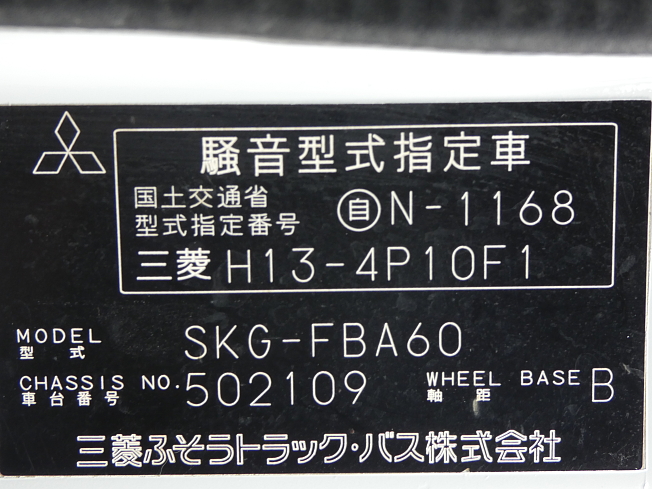 騒音型式指定車
国土交通省
型式指定番号 自N-1168
三菱 H13-4P10F1
MODEL
型式 SKG-FBA60
CHASSIS NO. 502109 WHEEL BASE B
車台番号 軸距
三菱ふそうトラック・バス株式会社